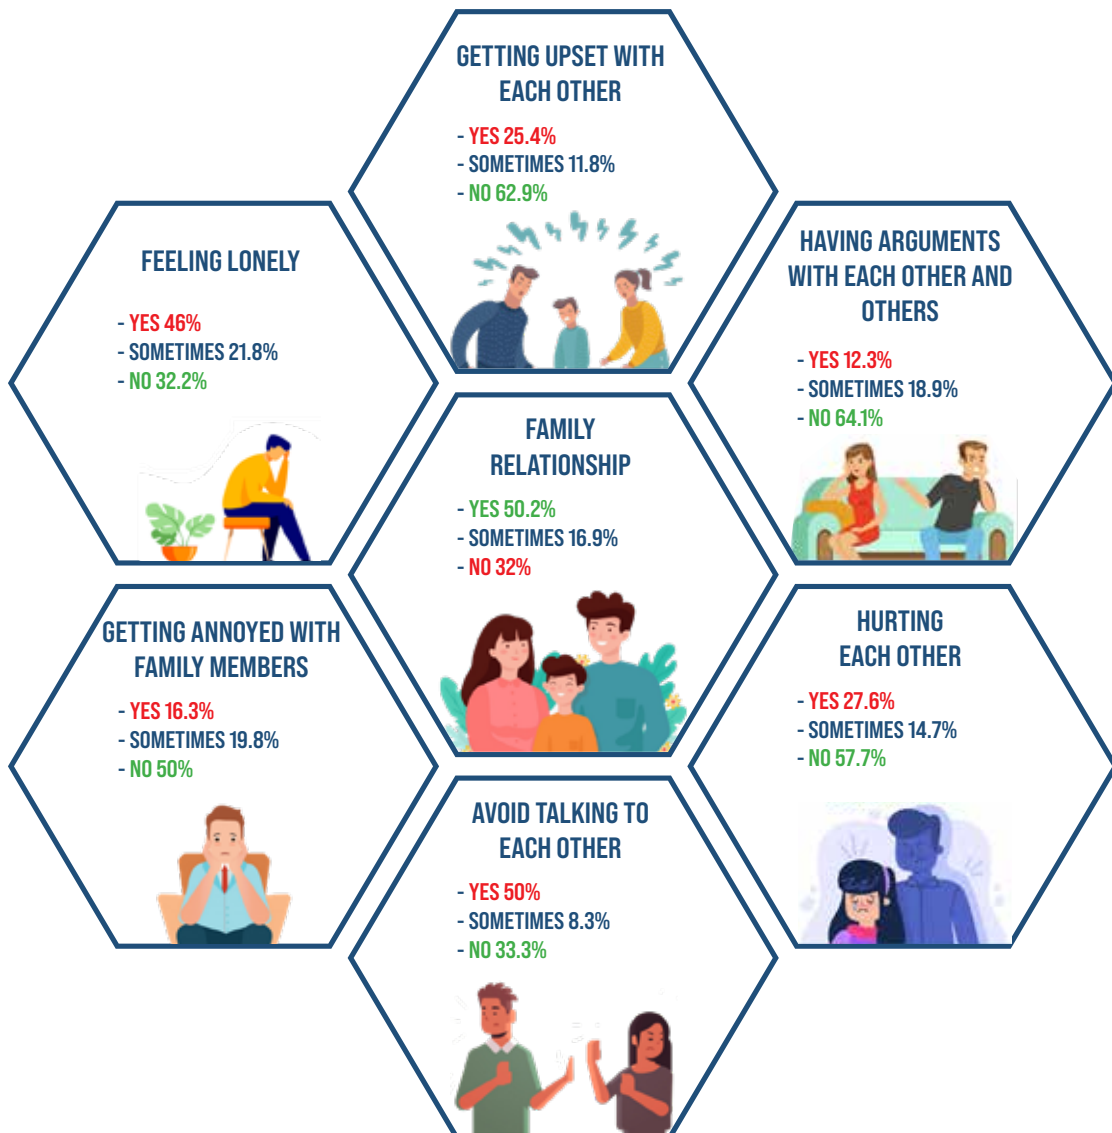 GETTING UPSET WITH
EACH OTHER
- YES 25.4%
- SOMETIMES 11.8%
- NO 62.9%
FEELING LONELY
- YES 46%
- SOMETIMES 21.8%
- NO 32.2%
HAVING ARGUMENTS
WITH EACH OTHER AND
OTHERS
- YES 12.3%
- SOMETIMES 18.9%
- NO 64.1%
FAMILY
RELATIONSHIP
- YES 50.2%
- SOMETIMES 16.9%
- NO 32%
GETTING ANNOYED WITH
FAMILY MEMBERS
- YES 16.3%
- SOMETIMES 19.8%
- NO 50%
HURTING
EACH OTHER
- YES 27.6%
- SOMETIMES 14.7%
- NO 57.7%
AVOID TALKING TO
EACH OTHER
- YES 50%
- SOMETIMES 8.3%
- NO 33.3%